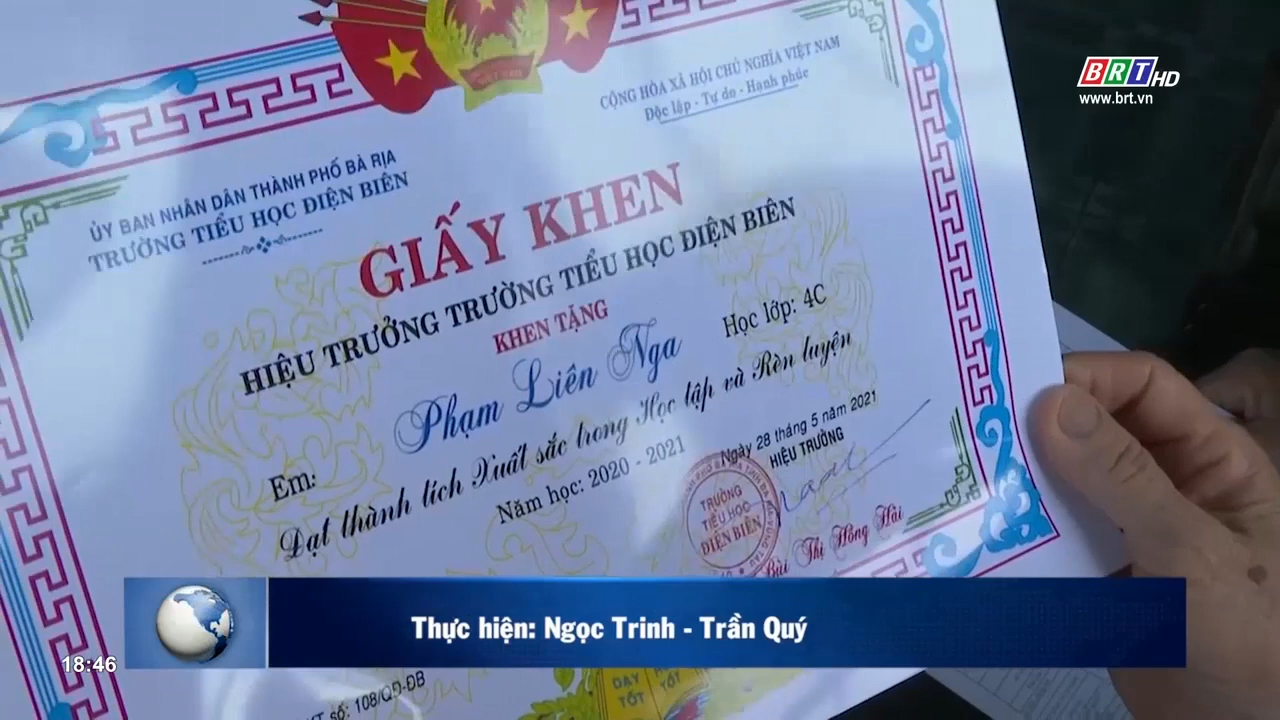 BRT HD
www.brt.vn
CỘNG HÒA XÃ HỘI CHỦ NGHĨA VIỆT NAM
Độc lập - Tự do - Hạnh phúc
ỦY BAN NHÂN DÂN THÀNH PHỐ BÀ RỊA
TRƯỜNG TIỂU HỌC ĐIỆN BIÊN
GIẤY KHEN
HIỆU TRƯỞNG TRƯỜNG TIỂU HỌC ĐIỆN BIÊN
KHEN TẶNG
Em: Phạm Liên Nga Học lớp: 4C
Đạt thành tích Xuất sắc trong Học tập và Rèn luyện
Năm học: 2020 - 2021
Ngày 28 tháng 5 năm 2021
HIỆU TRƯỞNG
TRƯỜNG
TIỂU HỌC
ĐIỆN BIÊN
Bùi Thị Hồng Hải
Thực hiện: Ngọc Trinh - Trần Quý
18:46
số: 108/QĐ-ĐB
DẠY
TỐT
TỐT